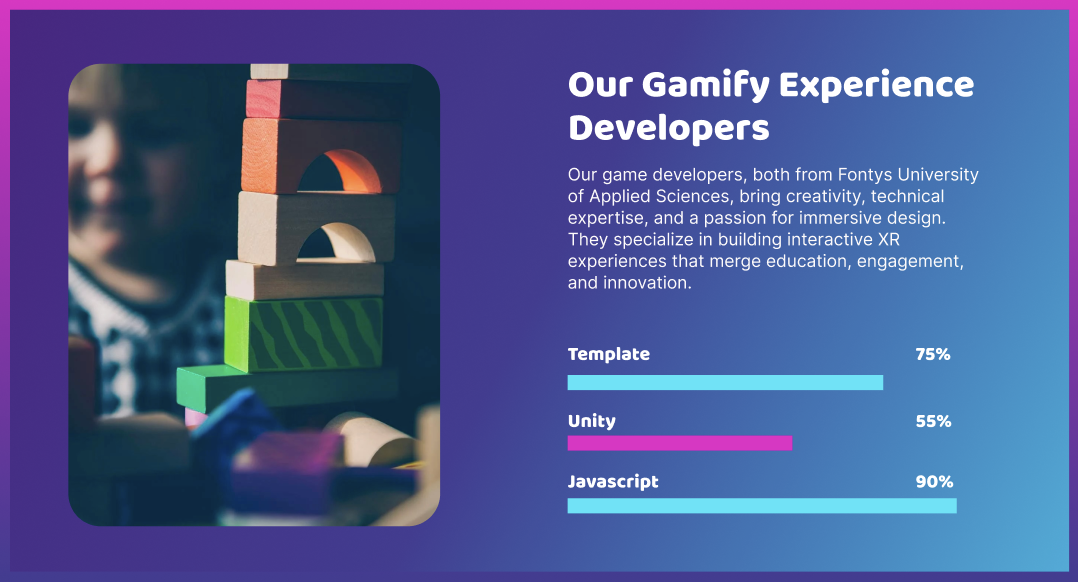 Our Gamify Experience
Developers
Our game developers, both from Fontys University
of Applied Sciences, bring creativity, technical
expertise, and a passion for immersive design.
They specialize in building interactive XR
experiences that merge education, engagement,
and innovation.
Template 75%
Unity 55%
Javascript 90%